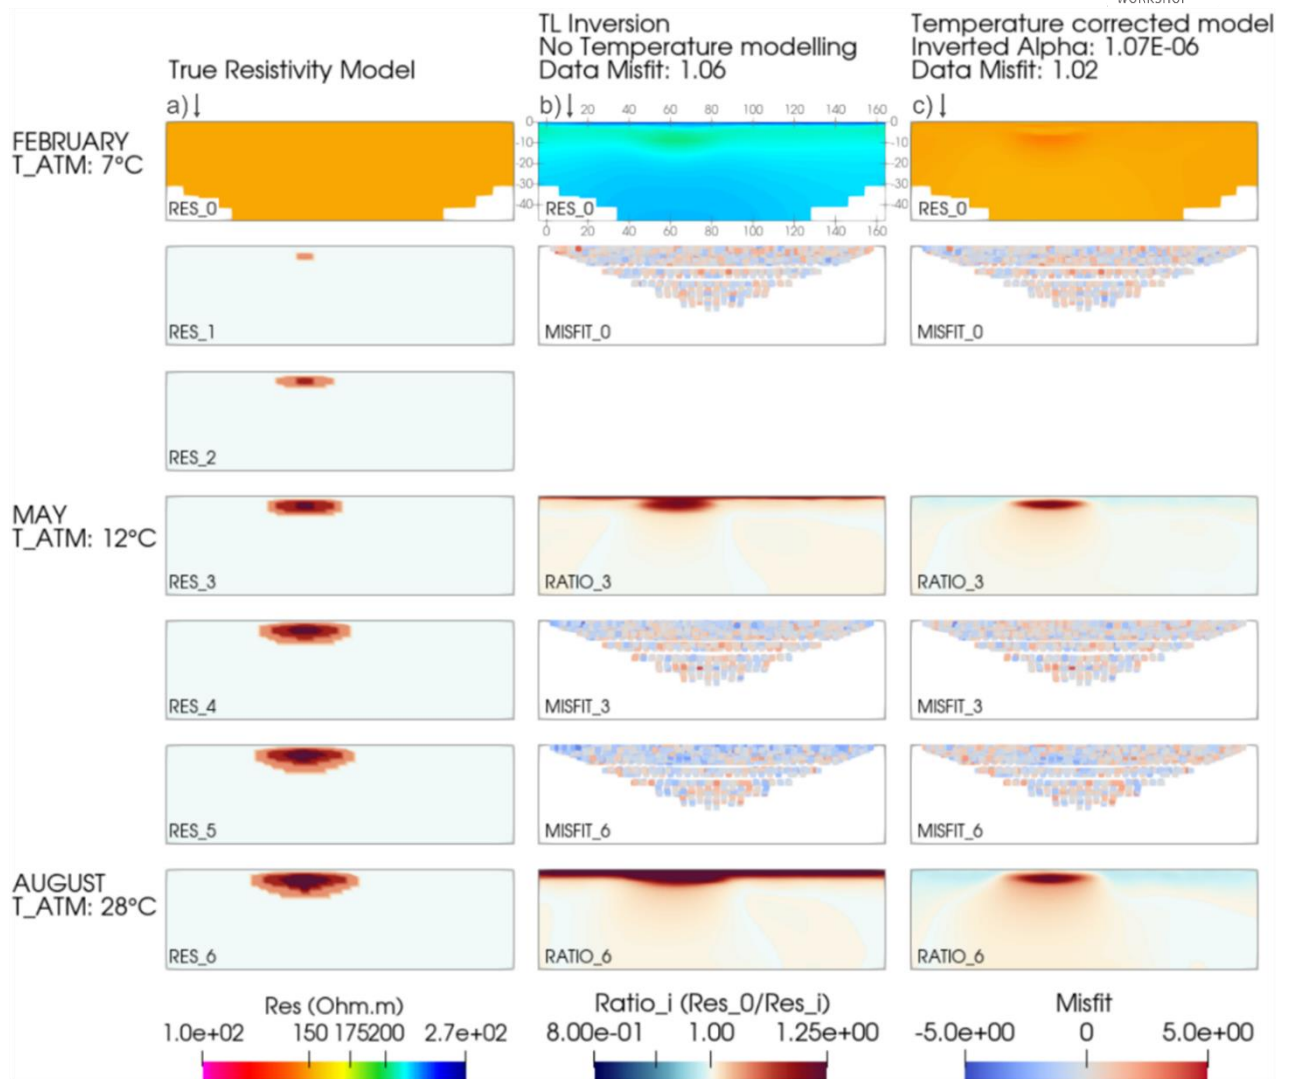 WORKSHOP
True Resistivity Model
TL Inversion
No Temperature modelling
Data Misfit: 1.06
Temperature corrected model
Inverted Alpha: 1.07E-06
Data Misfit: 1.02
a)↓
b)↓ 20 40 60 80 100 120 140 160
c)↓
FEBRUARY
T_ATM: 7°C
0 0
-10 -10
-20 -20
-30 -30
-40 -40
RES_0
RES_0
RES_0
0 20 40 60 80 100 120 140 160
RES_1
MISFIT_0
MISFIT_0
RES_2
MAY
T_ATM: 12°C
RES_3
RATIO_3
RATIO_3
RES_4
MISFIT_3
MISFIT_3
RES_5
MISFIT_6
MISFIT_6
AUGUST
T_ATM: 28°C
RES_6
RATIO_6
RATIO_6
Res (Ohm.m)
1.0e+02 150 175200 2.7e+02
Ratio_i (Res_0/Res_i)
8.00e-01 1.00 1.25e+00
Misfit
-5.0e+00 0 5.0e+00